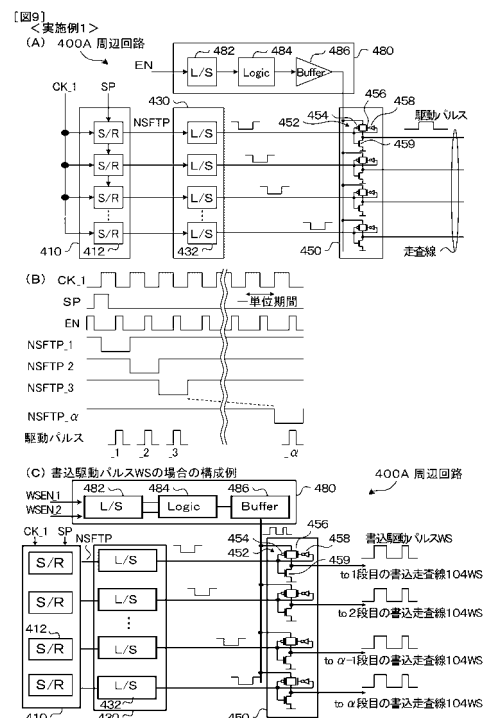 [図9]
<実施例1>
(A) 400A 周辺回路
482 484 486 480
EN L/S Logic Buffer
CK_1 SP 430 454 456 458
452
S/R NSFTP L/S 駆動パルス
459
S/R L/S
S/R L/S
S/R L/S
410 412 432 450 走査線
(B) CK_1
一単位期間
SP
EN
NSFTP_1
NSFTP_2
NSFTP_3
NSFTP_α
駆動パルス _1 _2 _3 _α
(C) 書込駆動パルスWSの場合の構成例
400A 周辺回路
482 484 486 480
WSEN_1
WSEN_2
L/S Logic Buffer
CK_1 SP NSFTP 454 456 書込駆動パルスWS
452 458
S/R L/S 459
to 1段目の書込走査線104WS
S/R L/S
to 2段目の書込走査線104WS
412
S/R L/S
to α-1段目の書込走査線104WS
S/R L/S
to α段目の書込走査線104WS
432
410 430 450